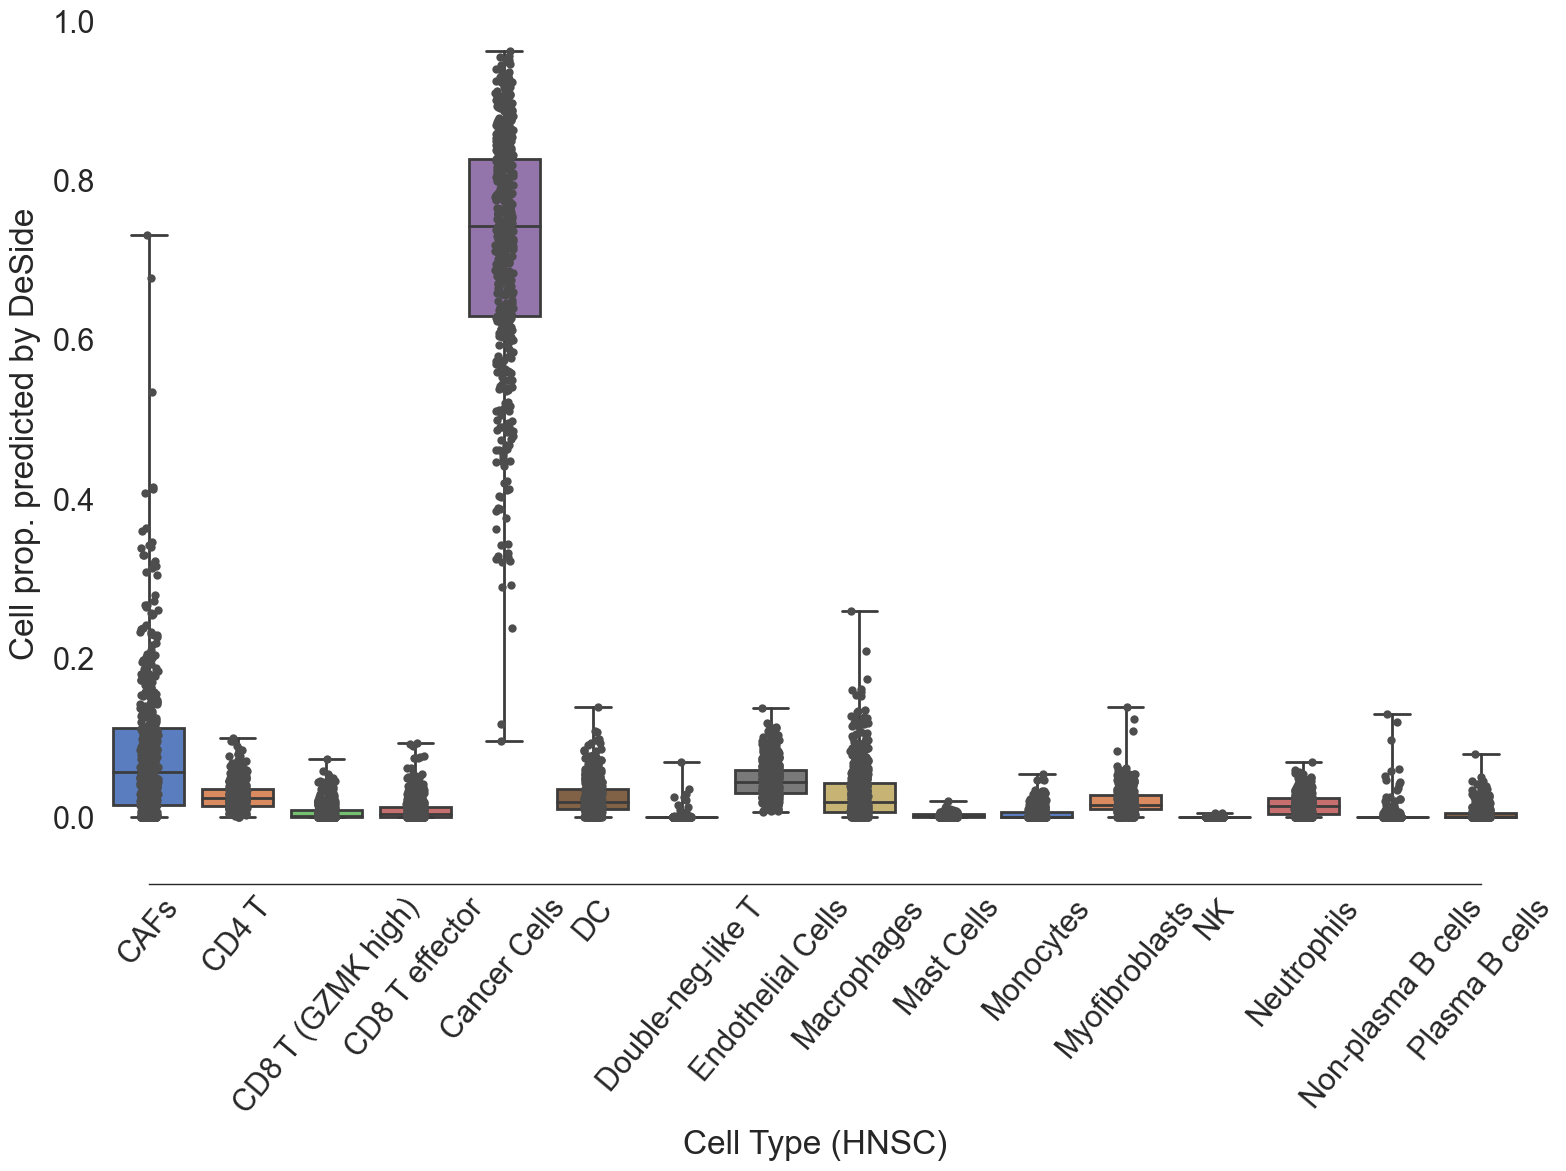 1.0
0.8
0.6
0.4
0.2
0.0
Cell prop. predicted by DeSide
CAFs
CD4 T
CD8 T (GZMK high)
CD8 T effector
Cancer Cells
DC
Double-neg-like T
Endothelial Cells
Macrophages
Mast Cells
Monocytes
Myofibroblasts
NK
Neutrophils
Non-plasma B cells
Plasma B cells
Cell Type (HNSC)